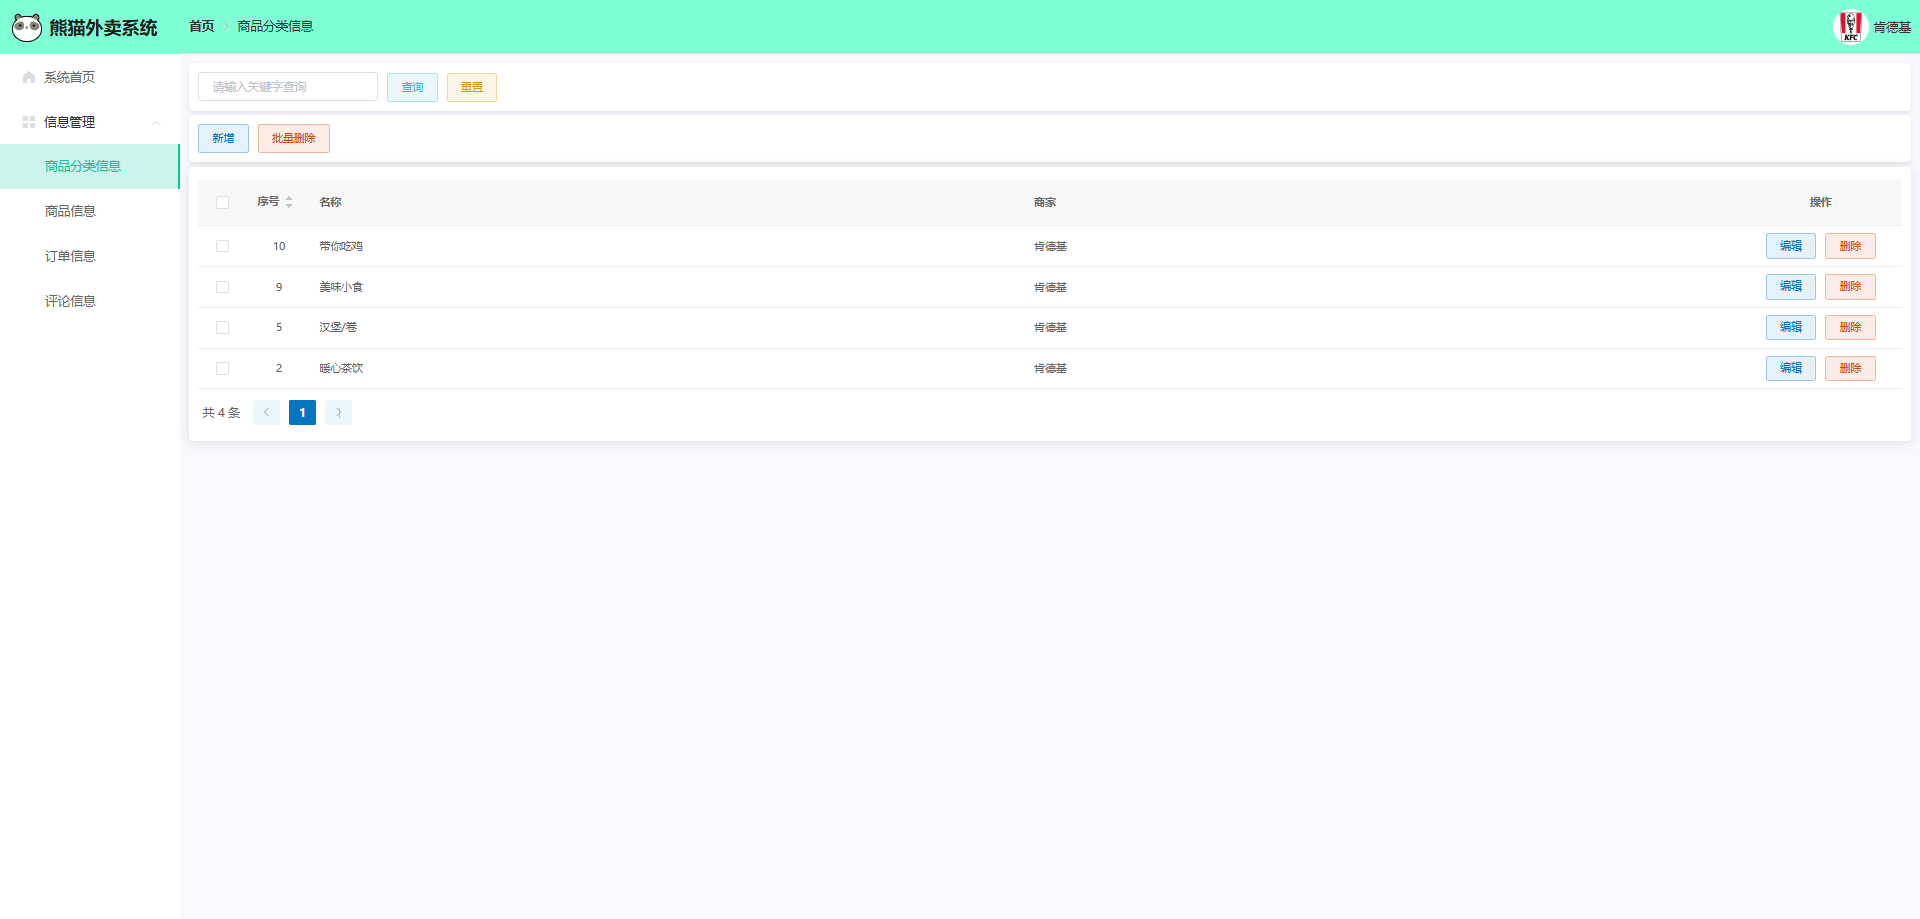 熊猫外卖系统 首页 商品分类信息 KFC 肯德基
系统首页
信息管理
商品分类信息
商品信息
订单信息
评论信息
请输入关键字查询 查询 重置
新增 批量删除
序号 名称 商家 操作
10 带你吃鸡 肯德基 编辑 删除
9 美味小食 肯德基 编辑 删除
5 汉堡/卷 肯德基 编辑 删除
2 暖心茶饮 肯德基 编辑 删除
共 4 条 1